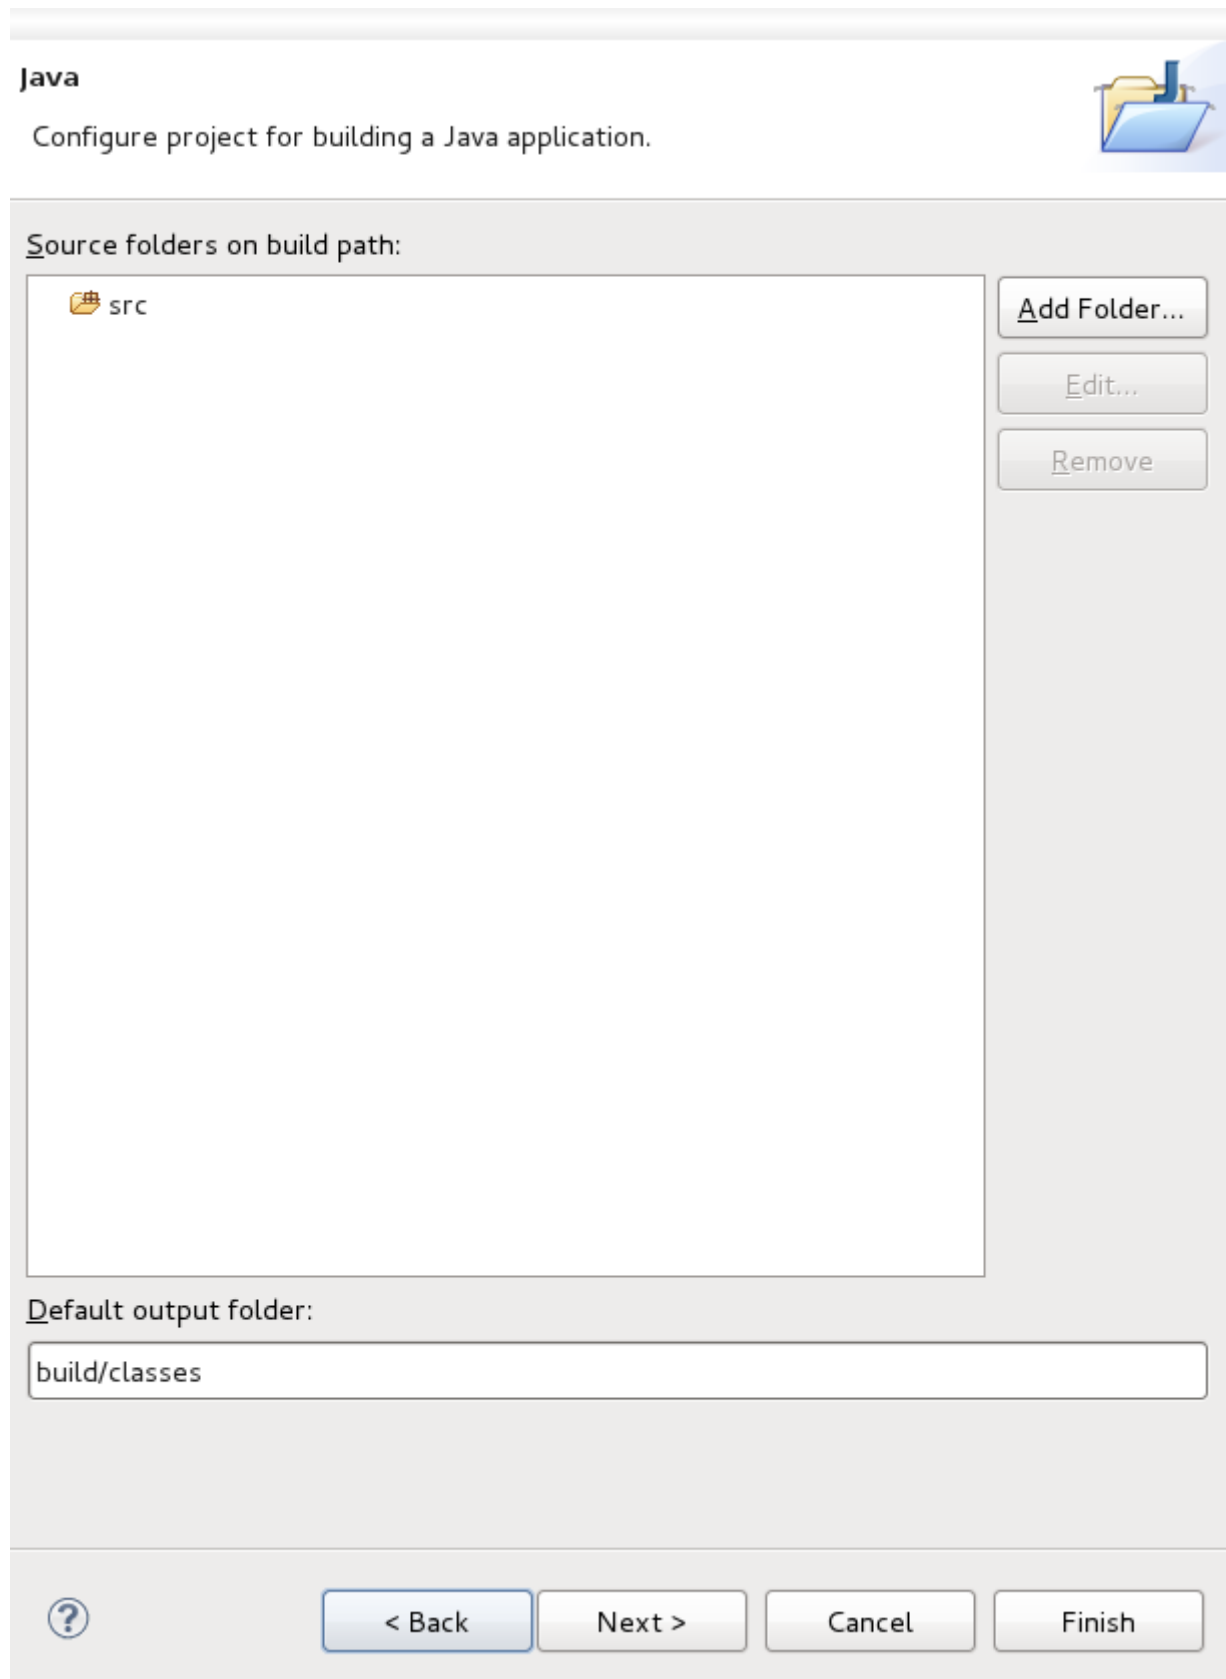 Java
Configure project for building a Java application.
Source folders on build path:
src
Add Folder...
Edit...
Remove
Default output folder:
build/classes
?
< Back
Next >
Cancel
Finish